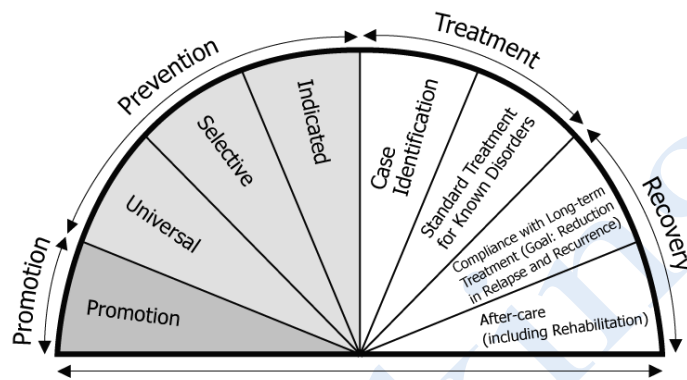 Promotion
Prevention
Treatment
Recovery
Promotion
Universal
Selective
Indicated
Case
Identification
Standard Treatment
for Known Disorders
Compliance with Long-term
Treatment (Goal: Reduction
in Relapse and Recurrence)
After-care
(including Rehabilitation)